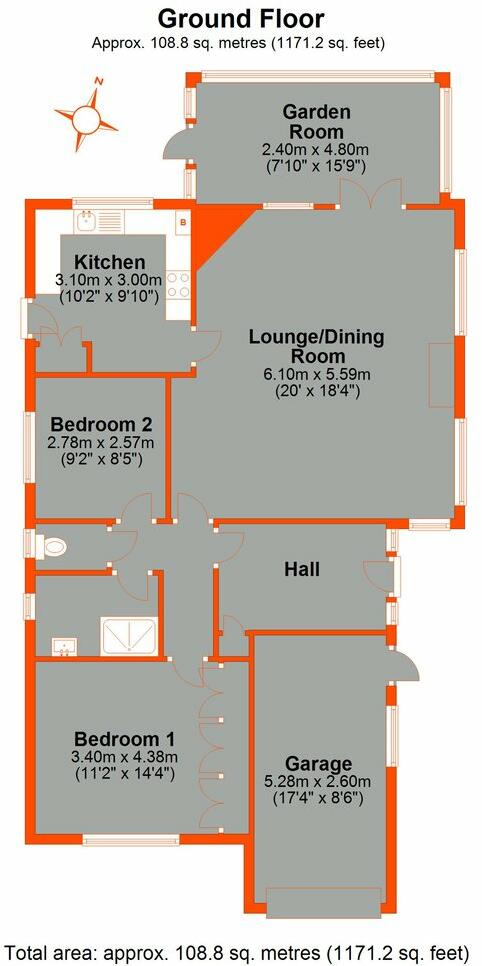 Ground Floor
Approx. 108.8 sq. metres (1171.2 sq. feet)
N
Garden
Room
2.40m x 4.80m
(7'10" x 15'9")
B
Kitchen
3.10m x 3.00m
(10'2" x 9'10")
Lounge/Dining
Room
6.10m x 5.59m
(20' x 18'4")
Bedroom 2
2.78m x 2.57m
(9'2" x 8'5")
Hall
Bedroom 1
3.40m x 4.38m
(11'2" x 14'4")
Garage
5.28m x 2.60m
(17'4" x 8'6")
Total area: approx. 108.8 sq. metres (1171.2 sq. feet)